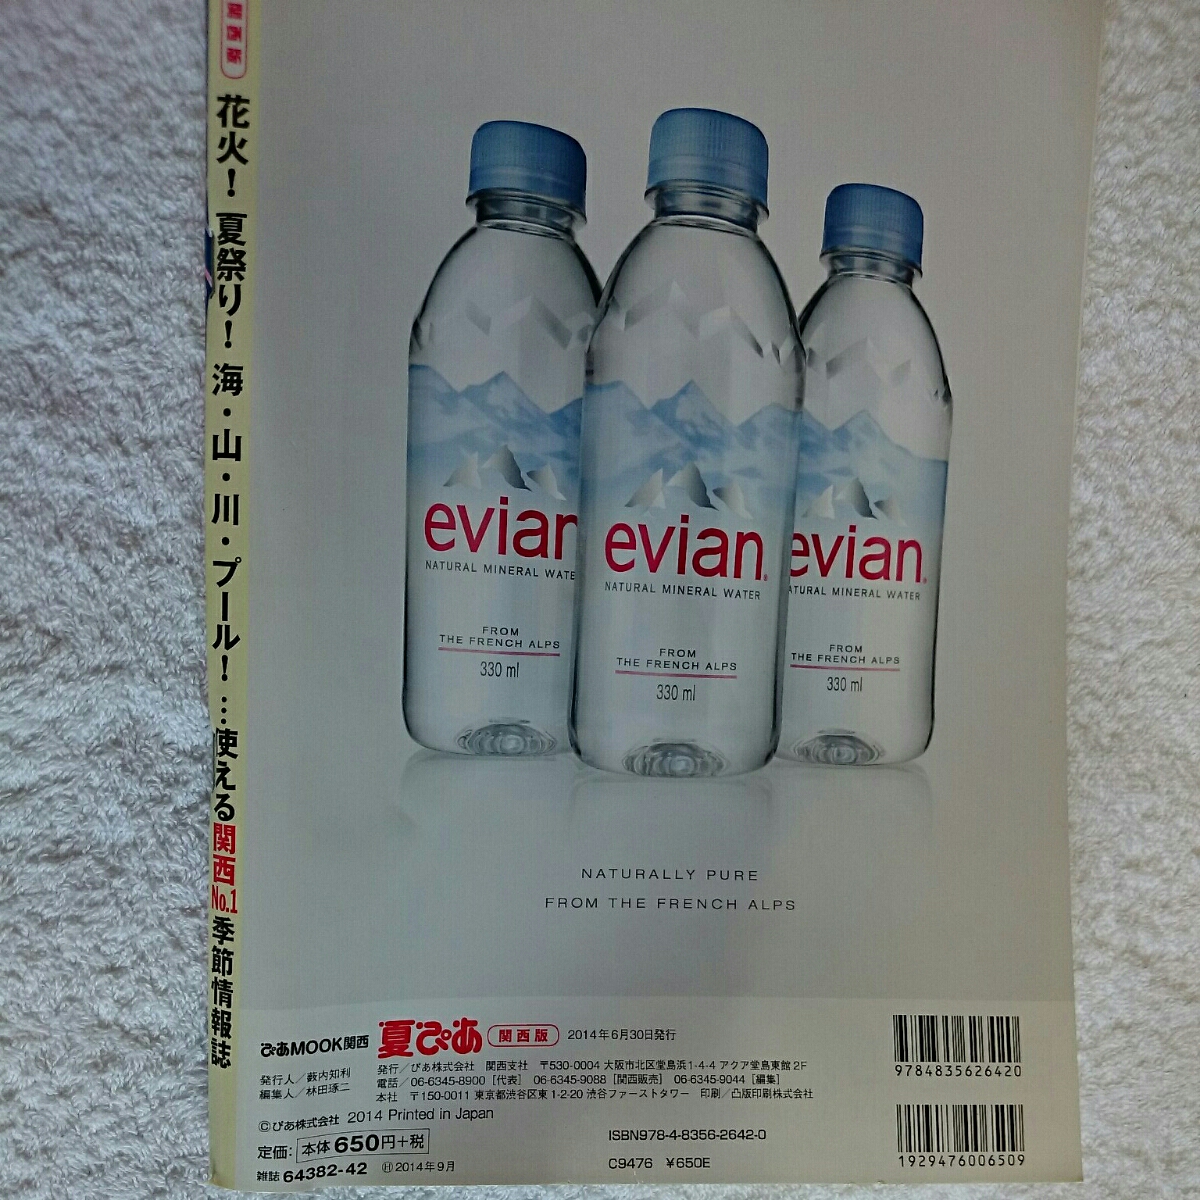 関西版
花火！夏祭り！海・山・川・プール！…使える関西No.1季節情報誌
evian
NATURAL MINERAL WATE
FROM
THE FRENCH ALPS
330 ml
evian.
NATURAL MINERAL WATER
FROM
THE FRENCH ALPS
330 ml
evian.
ATURAL MINERAL WATER
FROM
THE FRENCH ALPS
330 ml
NATURALLY PURE
FROM THE FRENCH ALPS
ぴあMOOK関西 夏ぴあ 関西版 2014年6月30日発行
発行人／藪内知利
編集人／林田琢二
発行／ぴあ株式会社 関西支社 〒530-0004 大阪市北区堂島浜1-4-4 アクア堂島東館2F
電話／06-6345-8900［代表］ 06-6345-9088［関西販売］ 06-6345-9044［編集］
本社 〒150-0011 東京都渋谷区東1-2-20 渋谷ファーストタワー 印刷／凸版印刷株式会社
©ぴあ株式会社 2014 Printed in Japan
定価：本体650円+税
雑誌 64382-42 Ⓗ2014年9月
ISBN978-4-8356-2642-0
C9476 ¥650E
9784835626420
1929476006509